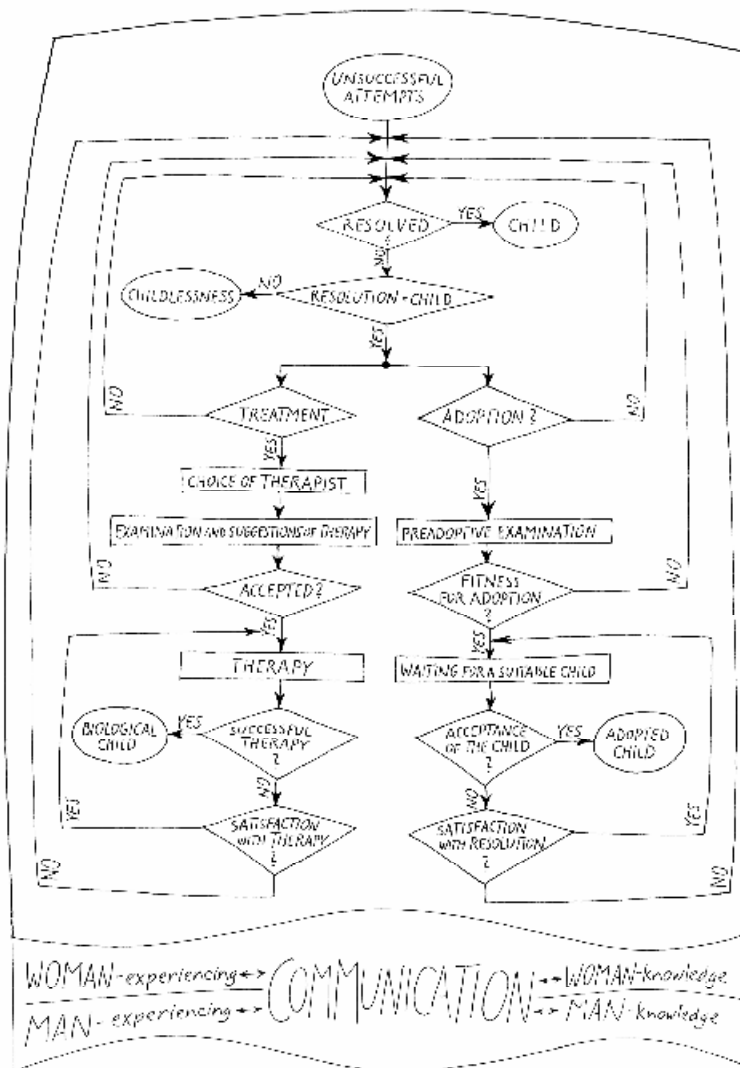 UNSUCCESSFUL
ATTEMPTS
RESOLVED
?
YES
CHILD
NO
RESOLUTION - CHILD
NO
CHILDLESSNESS
YES
TREATMENT
NO
YES
ADOPTION?
NO
YES
CHOICE OF THERAPIST
EXAMINATION AND SUGGESTIONS OF THERAPY
PREADOPTIVE EXAMINATION
ACCEPTED?
NO
YES
FITNESS
FOR ADOPTION
?
NO
YES
THERAPY
WAITING FOR A SUITABLE CHILD
SUCCESSFUL
THERAPY
?
YES
BIOLOGICAL
CHILD
NO
ACCEPTANCE
OF THE CHILD
?
YES
ADOPTED
CHILD
NO
SATISFACTION
WITH THERAPY
?
YES
NO
SATISFACTION
WITH RESOLUTION
?
YES
NO
WOMAN-experiencing
MAN-experiencing
COMMUNICATION
WOMAN-knowledge
MAN-knowledge